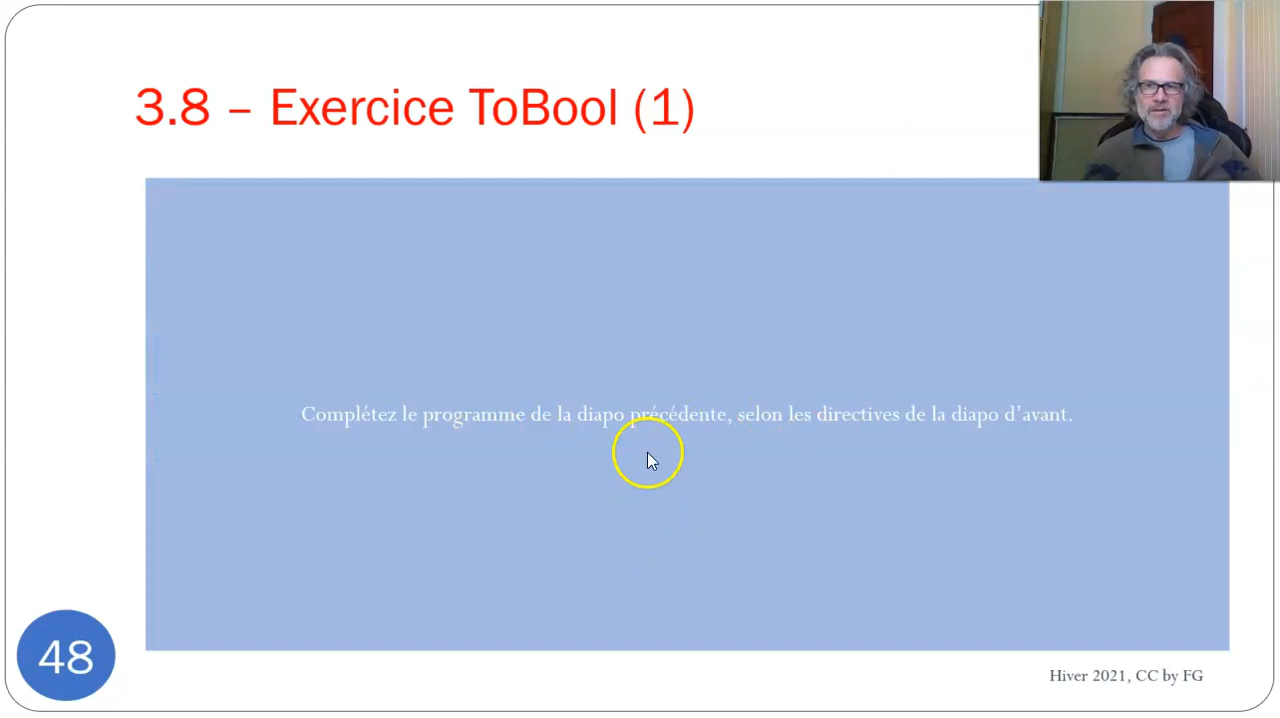 3.8 – Exercice ToBool (1)
Complétez le programme de la diapo précédente, selon les directives de la diapo d’avant.
48
Hiver 2021, CC by FG